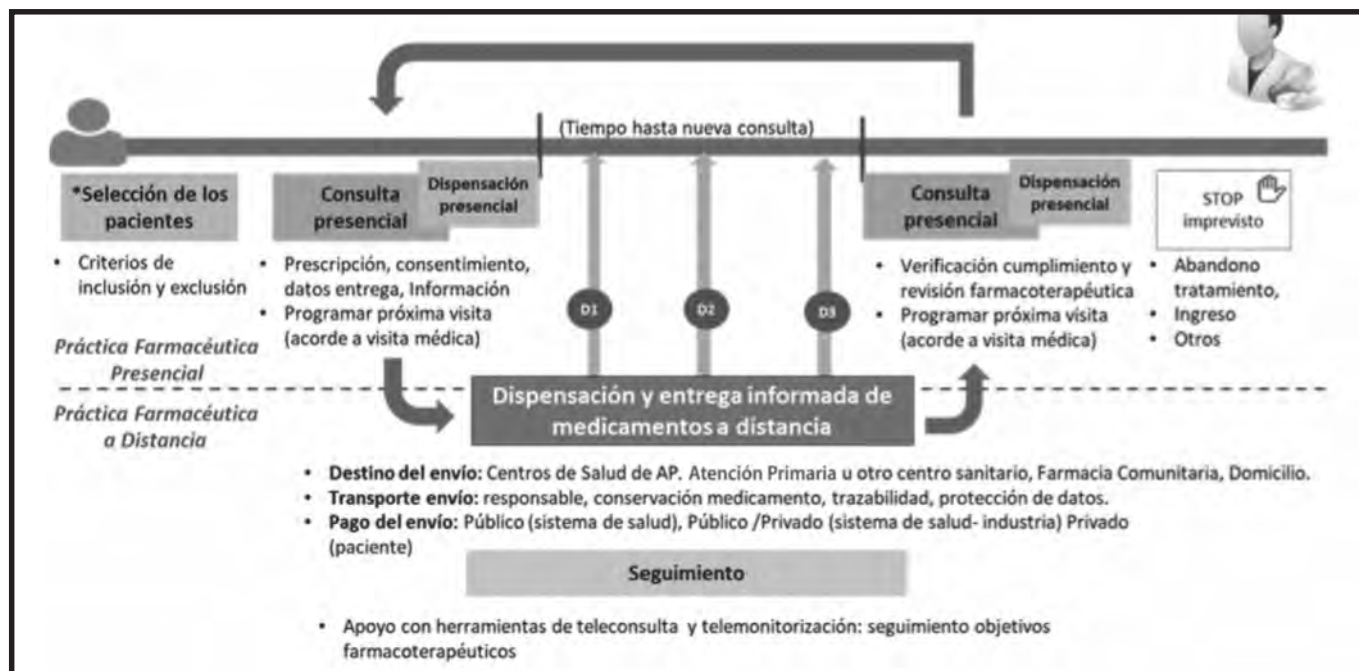 (Tiempo hasta nueva consulta)
*Selección de los
pacientes
• Criterios de
inclusión y exclusión
Consulta
presencial
Dispensación
presencial
• Prescripción, consentimiento,
datos entrega, Información
• Programar próxima visita
(acorde a visita médica)
D1
D2
D3
Consulta
presencial
Dispensación
presencial
• Verificación cumplimiento y
revisión farmacoterapéutica
• Programar próxima visita
(acorde a visita médica)
STOP
imprevisto
• Abandono
tratamiento,
• Ingreso
• Otros
Práctica Farmacéutica
Presencial
Práctica Farmacéutica
a Distancia
Dispensación y entrega informada de
medicamentos a distancia
• Destino del envío: Centros de Salud de AP. Atención Primaria u otro centro sanitario, Farmacia Comunitaria, Domicilio.
• Transporte envío: responsable, conservación medicamento, trazabilidad, protección de datos.
• Pago del envío: Público (sistema de salud), Público /Privado (sistema de salud- industria) Privado
(paciente)
Seguimiento
• Apoyo con herramientas de teleconsulta y telemonitorización: seguimiento objetivos
farmacoterapéuticos